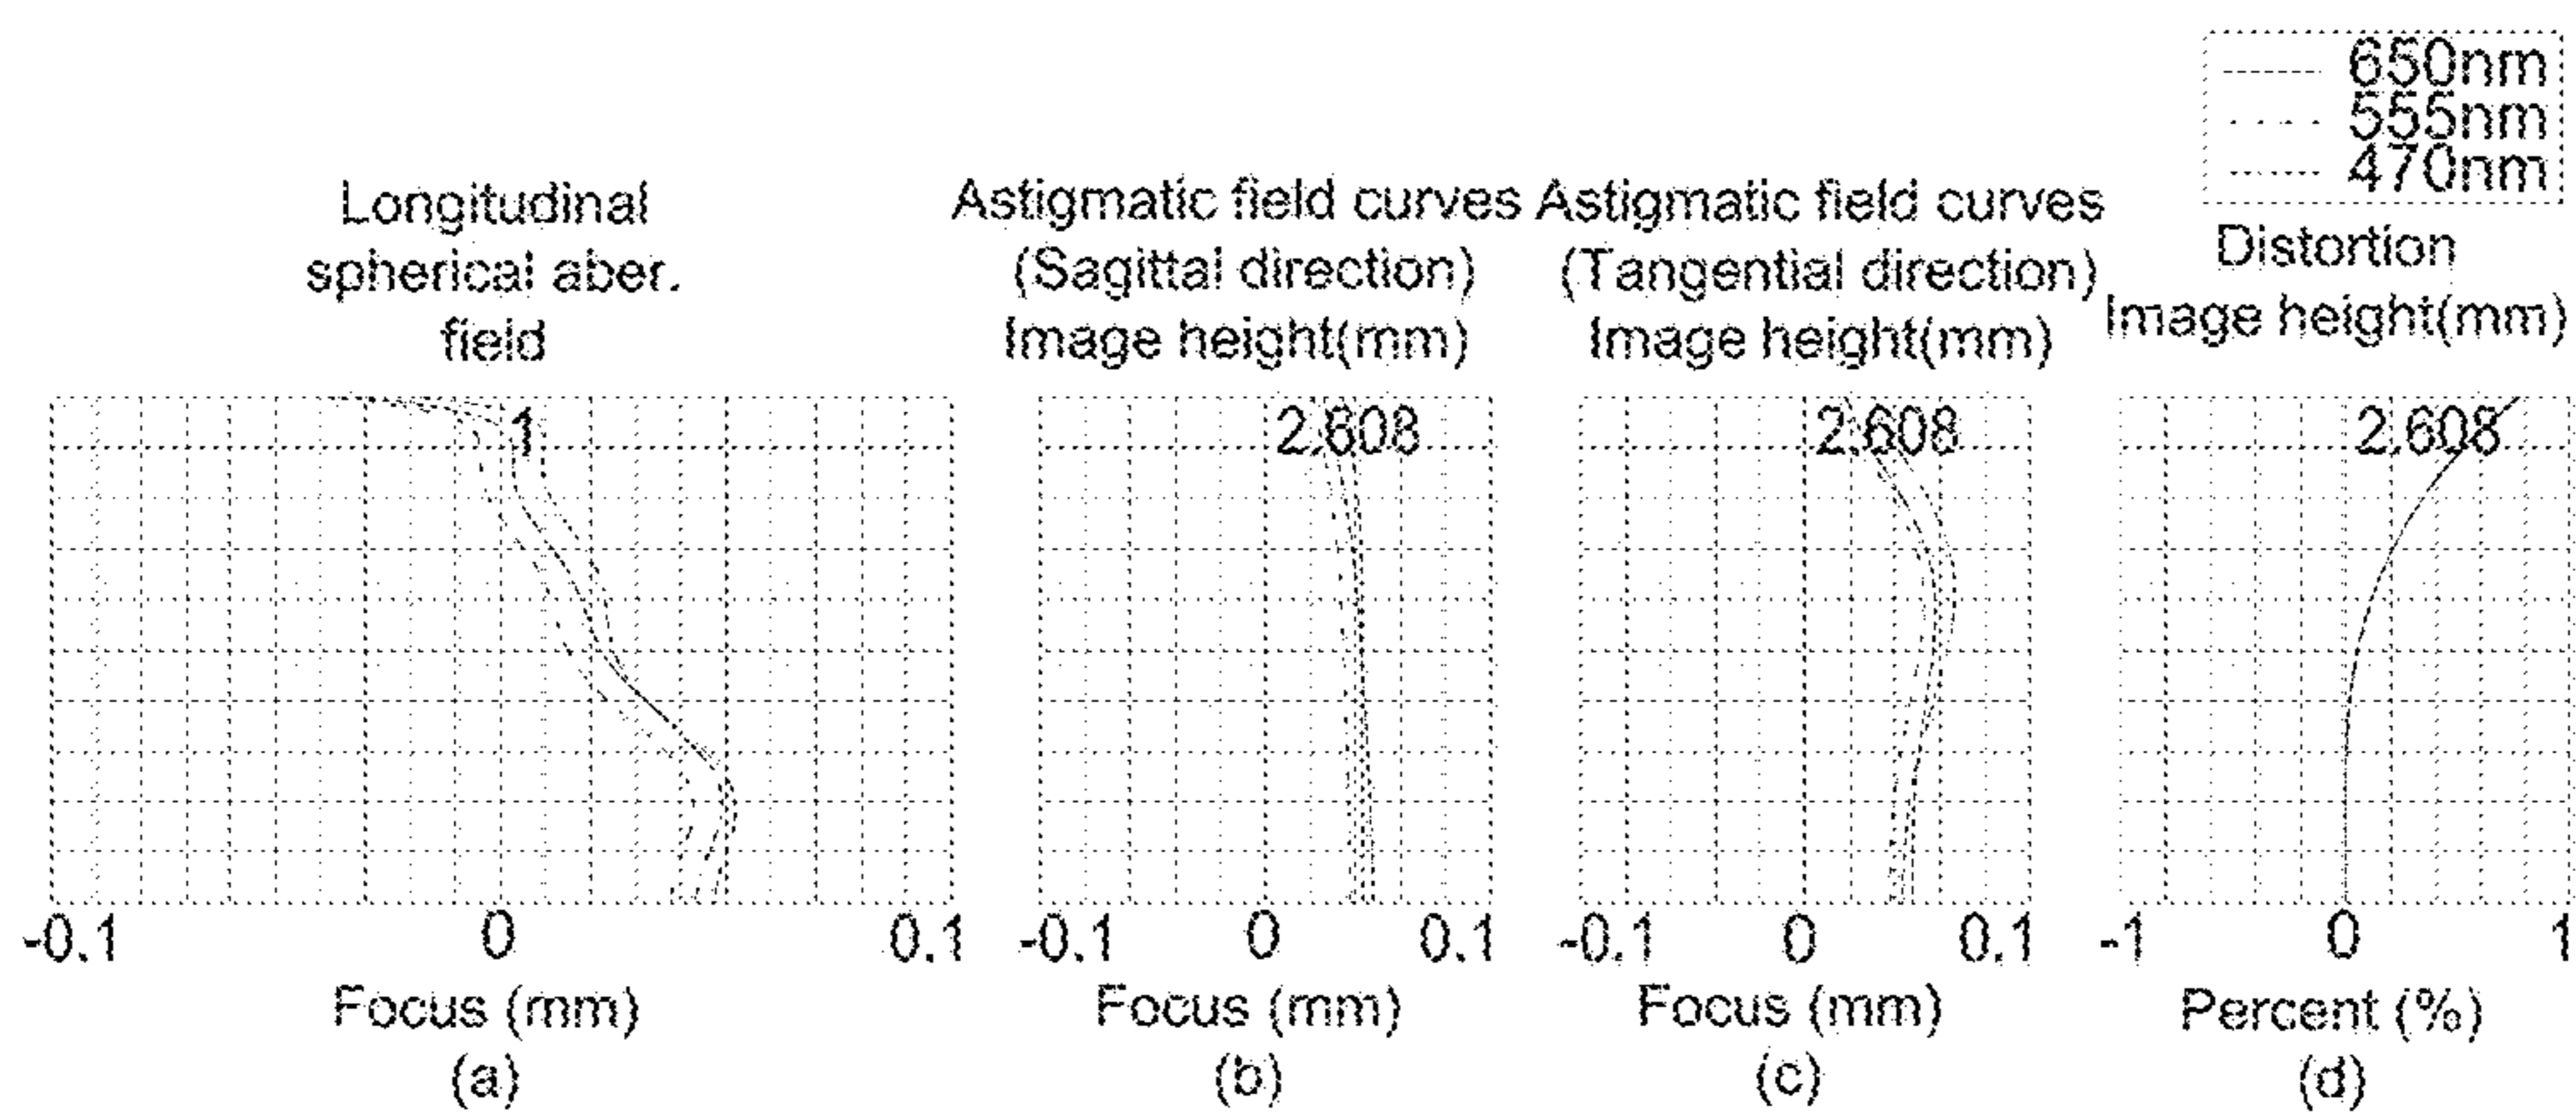 650nm
555nm
470nm
Longitudinal
spherical aber.
field
Astigmatic field curves
(Sagittal direction)
Image height(mm)
Astigmatic field curves
(Tangential direction)
Image height(mm)
Distortion
Image height(mm)
1
2.608
2.608
2.608
-0.1 0 0.1
Focus (mm)
(a)
-0.1 0 0.1
Focus (mm)
(b)
-0.1 0 0.1
Focus (mm)
(c)
-1 0 1
Percent (%)
(d)